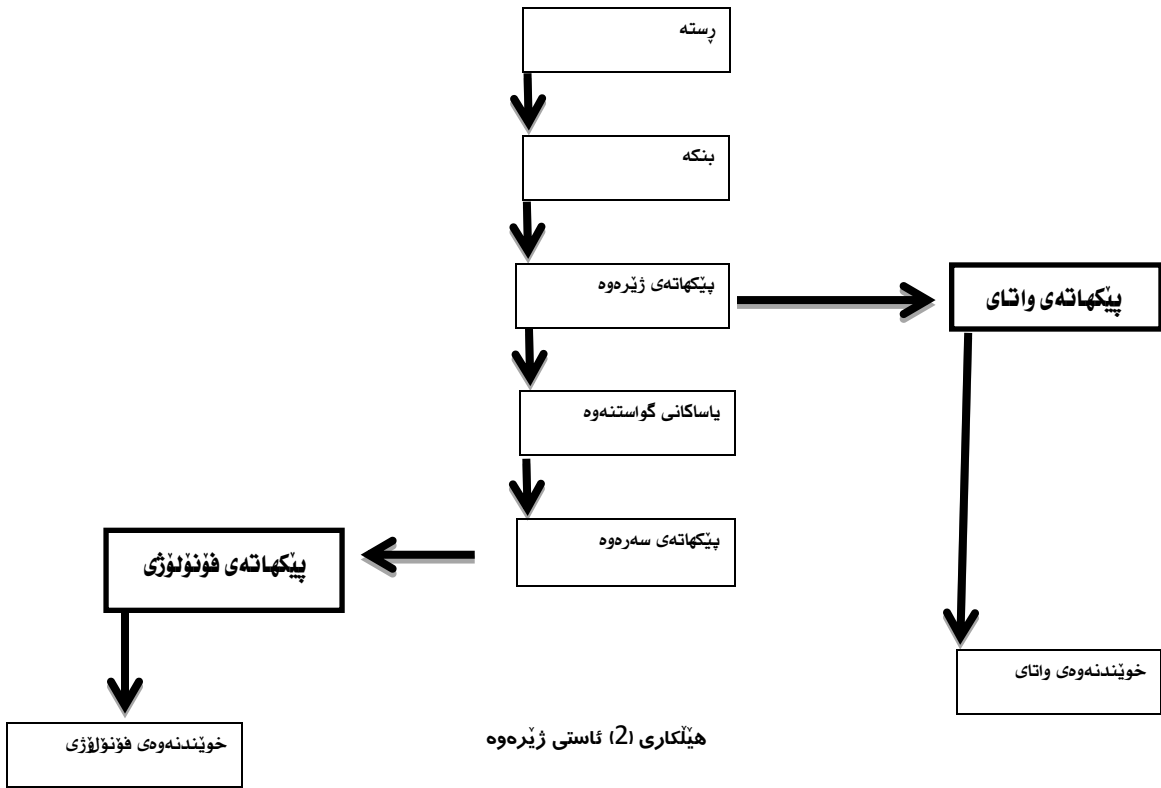 ڕستە
بنکە
پێکهاتەی ژێرەوە
پێکهاتەی واتای
یاساکانی گواستنەوە
پێکهاتەی سەرەوە
پێکهاتەی فۆنۆلۆژی
خوێندنەوەی واتای
خوێندنەوەی فۆنۆلۆژی
هێڵکاری (2) ئاستی ژێرەوە